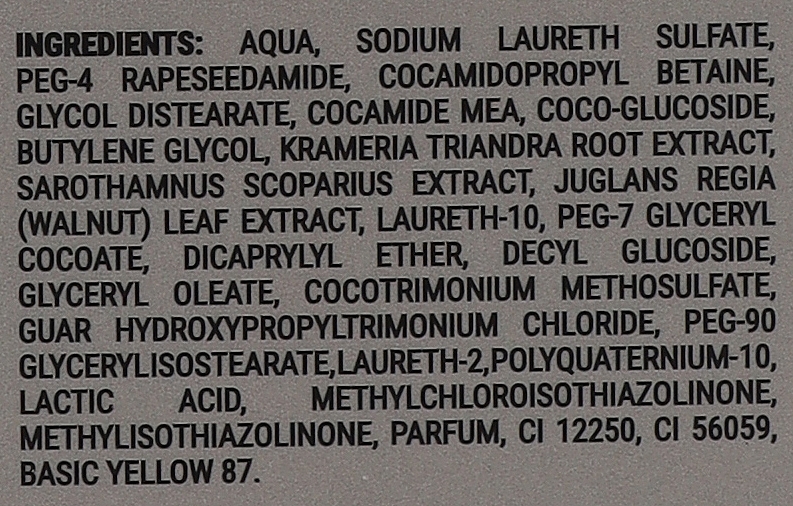 INGREDIENTS: AQUA, SODIUM LAURETH SULFATE,
PEG-4 RAPESEEDAMIDE, COCAMIDOPROPYL BETAINE,
GLYCOL DISTEARATE, COCAMIDE MEA, COCO-GLUCOSIDE,
BUTYLENE GLYCOL, KRAMERIA TRIANDRA ROOT EXTRACT,
SAROTHAMNUS SCOPARIUS EXTRACT, JUGLANS REGIA
(WALNUT) LEAF EXTRACT, LAURETH-10, PEG-7 GLYCERYL
COCOATE, DICAPRYLYL ETHER, DECYL GLUCOSIDE,
GLYCERYL OLEATE, COCOTRIMONIUM METHOSULFATE,
GUAR HYDROXYPROPYLTRIMONIUM CHLORIDE, PEG-90
GLYCERYLISOSTEARATE,LAURETH-2,POLYQUATERNIUM-10,
LACTIC ACID, METHYLCHLOROISOTHIAZOLINONE,
METHYLISOTHIAZOLINONE, PARFUM, CI 12250, CI 56059,
BASIC YELLOW 87.